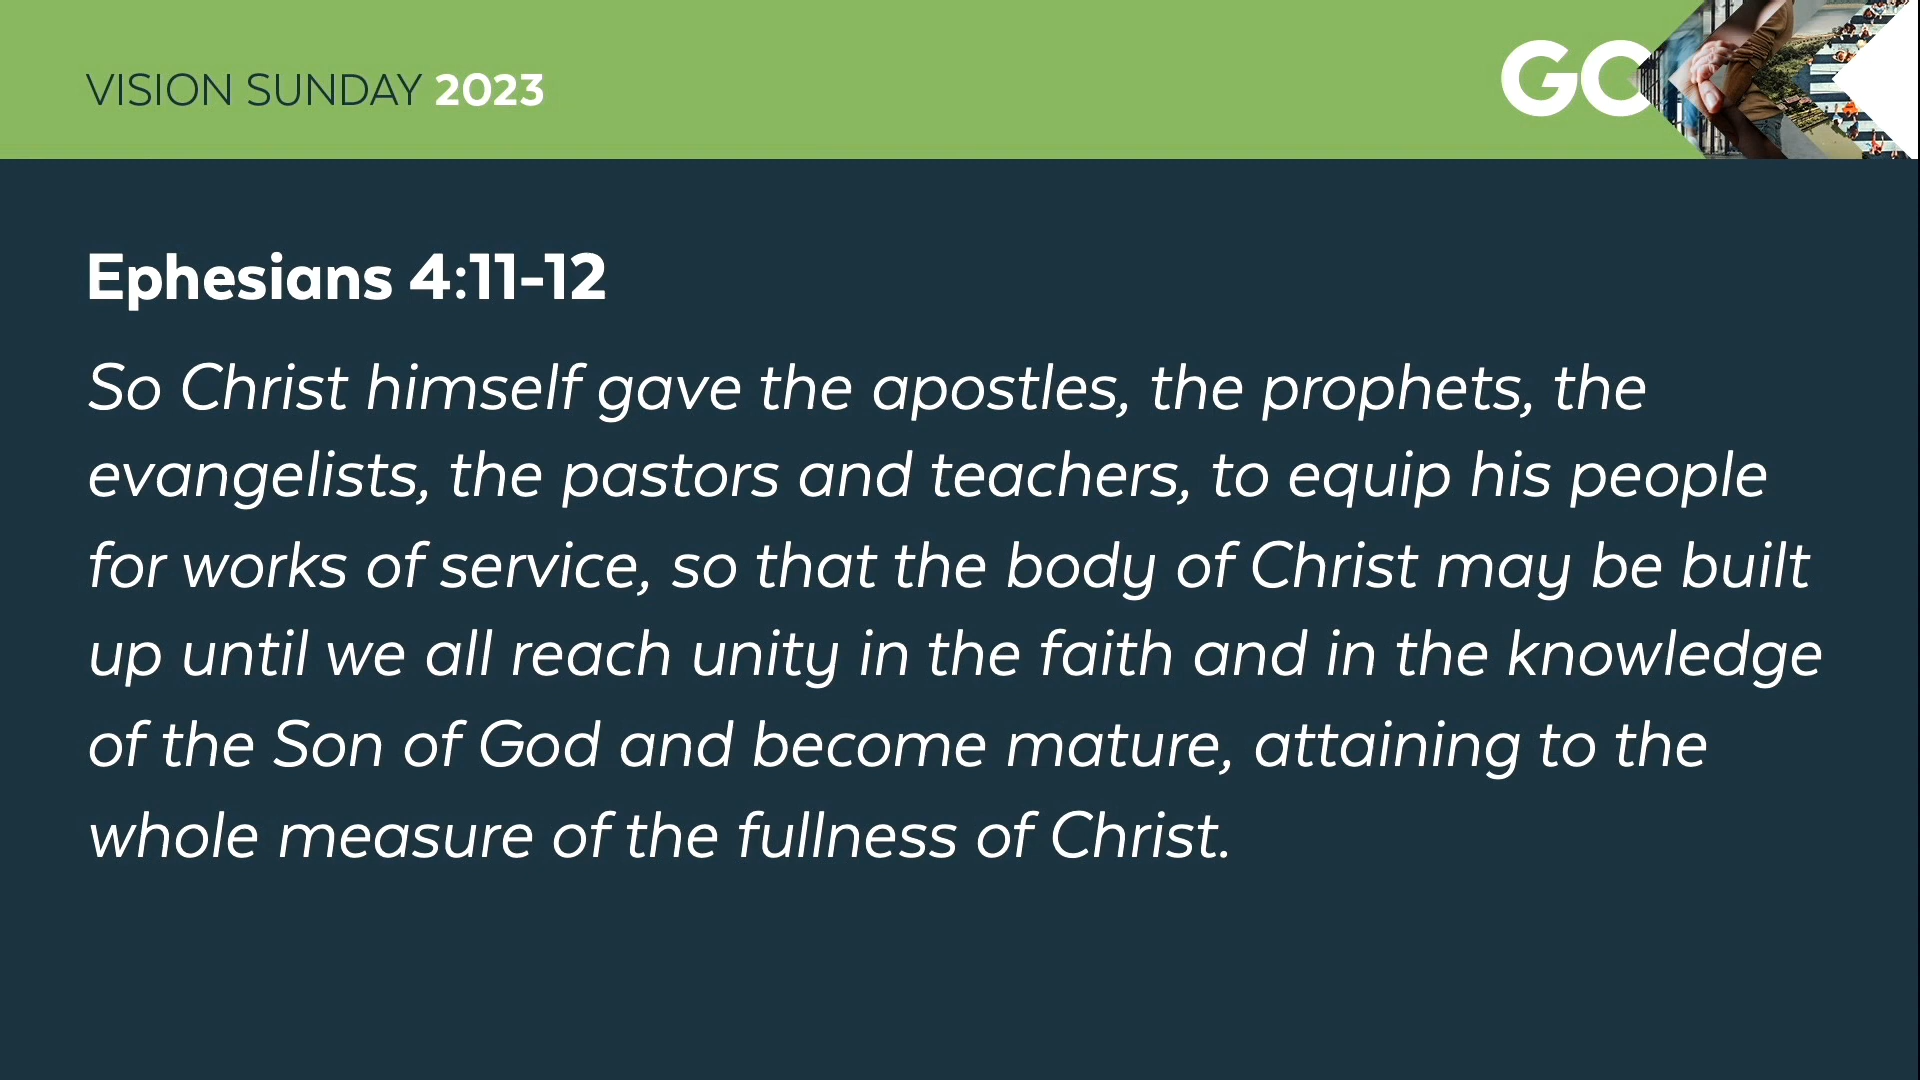 VISION SUNDAY 2023
GO
Ephesians 4:11-12
So Christ himself gave the apostles, the prophets, the
evangelists, the pastors and teachers, to equip his people
for works of service, so that the body of Christ may be built
up until we all reach unity in the faith and in the knowledge
of the Son of God and become mature, attaining to the
whole measure of the fullness of Christ.